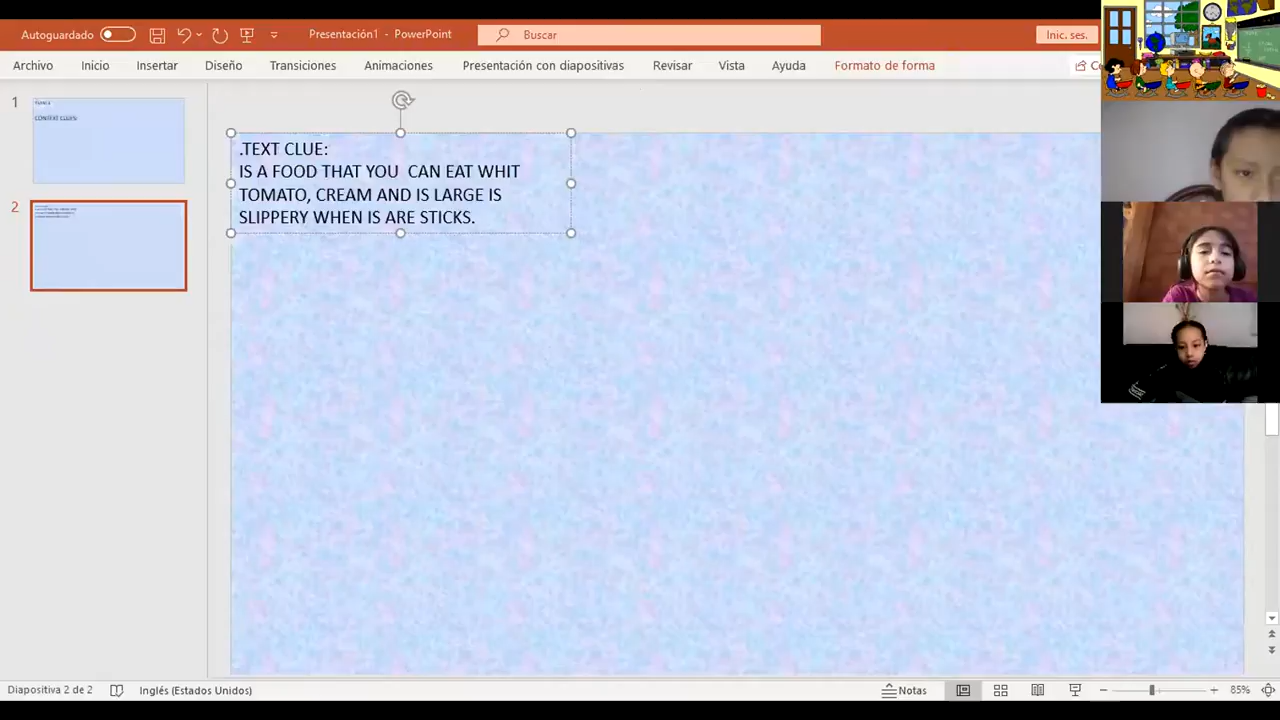 Autoguardado
Presentación1 - PowerPoint
Buscar
Inic. ses.
Archivo
Inicio
Insertar
Diseño
Transiciones
Animaciones
Presentación con diapositivas
Revisar
Vista
Ayuda
Formato de forma
1
2
.TEXT CLUE:
IS A FOOD THAT YOU CAN EAT WHIT
TOMATO, CREAM AND IS LARGE IS
SLIPPERY WHEN IS ARE STICKS.
Diapositiva 2 de 2
Inglés (Estados Unidos)
Notas
85%